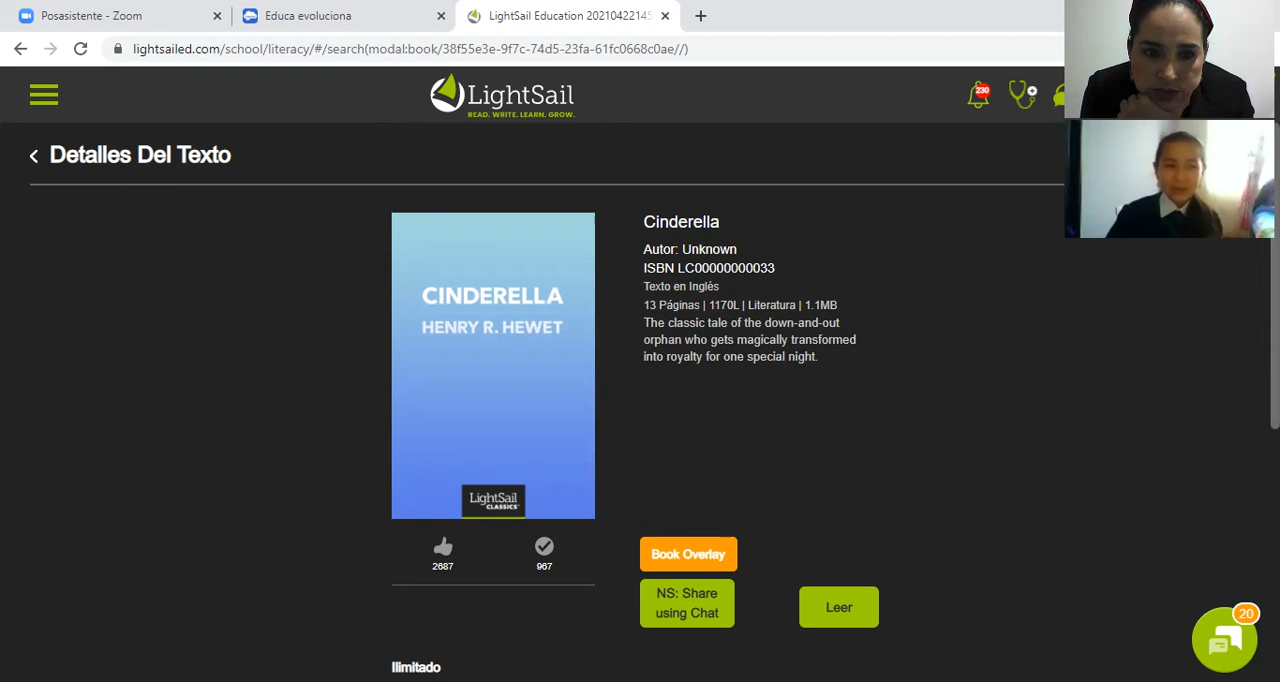 Posasistente - Zoom
Educa evoluciona
LightSail Education 2021042214
lightsailed.com/school/literacy/#/search(modal:book/38f55e3e-9f7c-74d5-23fa-61fc0668c0ae//)
LightSail
READ. WRITE. LEARN. GROW.
230
Detalles Del Texto
CINDERELLA
HENRY R. HEWET
LightSail
CLASSICS
2687
967
Cinderella
Autor: Unknown
ISBN LC00000000033
Texto en Inglés
13 Páginas | 1170L | Literatura | 1.1MB
The classic tale of the down-and-out
orphan who gets magically transformed
into royalty for one special night.
Book Overlay
NS: Share
using Chat
Leer
20
Ilimitado